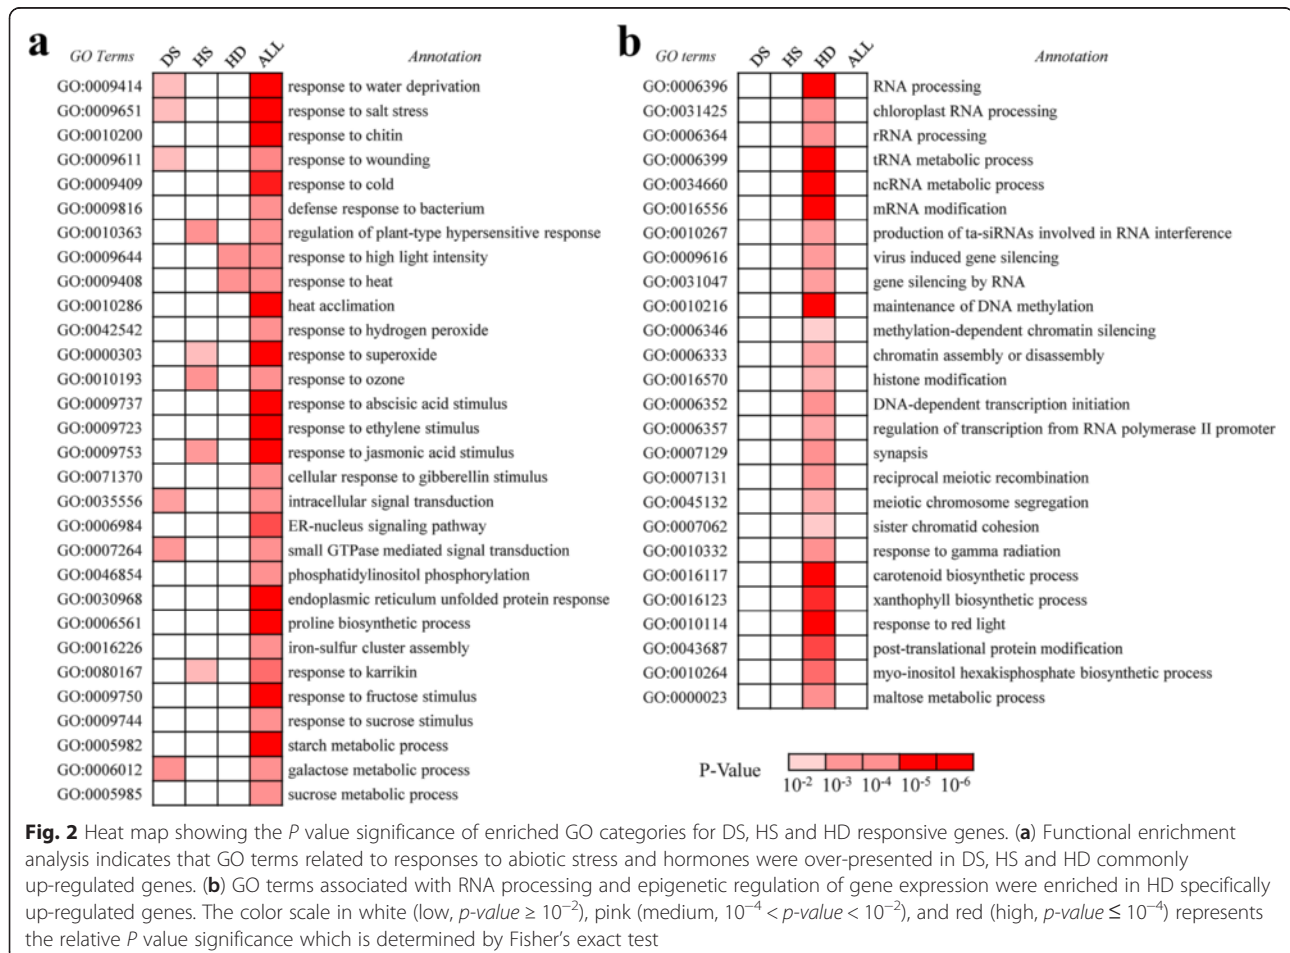 a
GO Terms DS HS HD ALL Annotation
GO:0009414 response to water deprivation
GO:0009651 response to salt stress
GO:0010200 response to chitin
GO:0009611 response to wounding
GO:0009409 response to cold
GO:0009816 defense response to bacterium
GO:0010363 regulation of plant-type hypersensitive response
GO:0009644 response to high light intensity
GO:0009408 response to heat
GO:0010286 heat acclimation
GO:0042542 response to hydrogen peroxide
GO:0000303 response to superoxide
GO:0010193 response to ozone
GO:0009737 response to abscisic acid stimulus
GO:0009723 response to ethylene stimulus
GO:0009753 response to jasmonic acid stimulus
GO:0071370 cellular response to gibberellin stimulus
GO:0035556 intracellular signal transduction
GO:0006984 ER-nucleus signaling pathway
GO:0007264 small GTPase mediated signal transduction
GO:0046854 phosphatidylinositol phosphorylation
GO:0030968 endoplasmic reticulum unfolded protein response
GO:0006561 proline biosynthetic process
GO:0016226 iron-sulfur cluster assembly
GO:0080167 response to karrikin
GO:0009750 response to fructose stimulus
GO:0009744 response to sucrose stimulus
GO:0005982 starch metabolic process
GO:0006012 galactose metabolic process
GO:0005985 sucrose metabolic process
b
GO terms DS HS HD ALL Annotation
GO:0006396 RNA processing
GO:0031425 chloroplast RNA processing
GO:0006364 rRNA processing
GO:0006399 tRNA metabolic process
GO:0034660 ncRNA metabolic process
GO:0016556 mRNA modification
GO:0010267 production of ta-siRNAs involved in RNA interference
GO:0009616 virus induced gene silencing
GO:0031047 gene silencing by RNA
GO:0010216 maintenance of DNA methylation
GO:0006346 methylation-dependent chromatin silencing
GO:0006333 chromatin assembly or disassembly
GO:0016570 histone modification
GO:0006352 DNA-dependent transcription initiation
GO:0006357 regulation of transcription from RNA polymerase II promoter
GO:0007129 synapsis
GO:0007131 reciprocal meiotic recombination
GO:0045132 meiotic chromosome segregation
GO:0007062 sister chromatid cohesion
GO:0010332 response to gamma radiation
GO:0016117 carotenoid biosynthetic process
GO:0016123 xanthophyll biosynthetic process
GO:0010114 response to red light
GO:0043687 post-translational protein modification
GO:0010264 myo-inositol hexakisphosphate biosynthetic process
GO:0000023 maltose metabolic process
P-Value
10⁻² 10⁻³ 10⁻⁴ 10⁻⁵ 10⁻⁶
Fig. 2 Heat map showing the P value significance of enriched GO categories for DS, HS and HD responsive genes. (a) Functional enrichment
analysis indicates that GO terms related to responses to abiotic stress and hormones were over-presented in DS, HS and HD commonly
up-regulated genes. (b) GO terms associated with RNA processing and epigenetic regulation of gene expression were enriched in HD specifically
up-regulated genes. The color scale in white (low, p-value ≥ 10⁻²), pink (medium, 10⁻⁴ < p-value < 10⁻²), and red (high, p-value ≤ 10⁻⁴) represents
the relative P value significance which is determined by Fisher's exact test